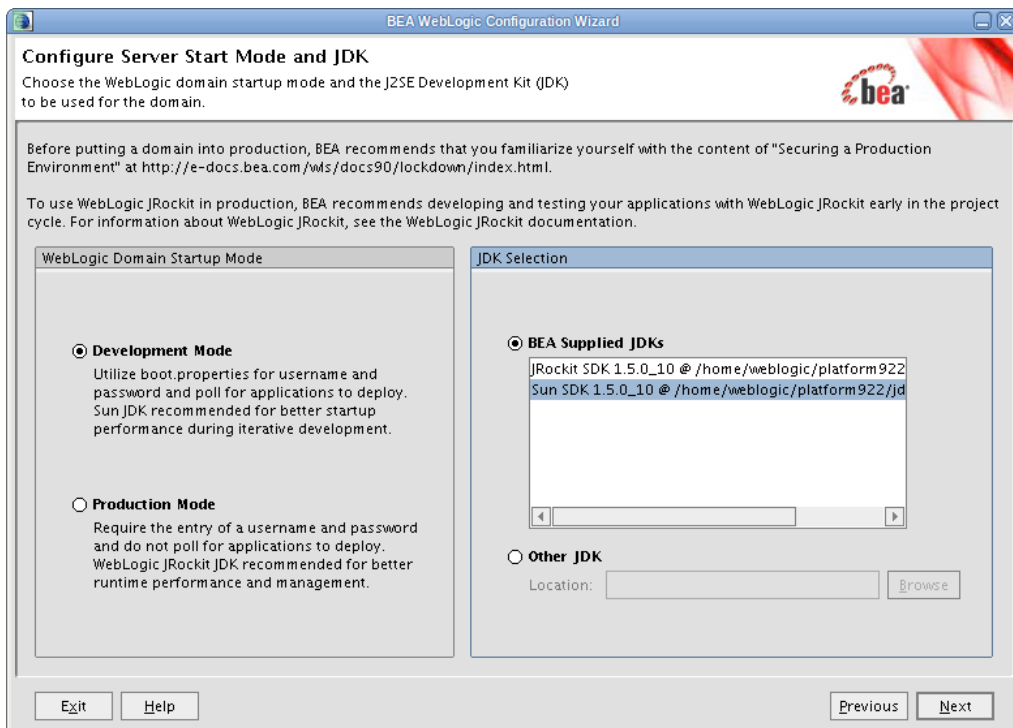 BEA WebLogic Configuration Wizard
Configure Server Start Mode and JDK
Choose the WebLogic domain startup mode and the J2SE Development Kit (JDK)
to be used for the domain.
bea
Before putting a domain into production, BEA recommends that you familiarize yourself with the content of "Securing a Production
Environment" at http://e-docs.bea.com/wls/docs90/lockdown/index.html.
To use WebLogic JRockit in production, BEA recommends developing and testing your applications with WebLogic JRockit early in the project
cycle. For information about WebLogic JRockit, see the WebLogic JRockit documentation.
WebLogic Domain Startup Mode
Development Mode
Utilize boot.properties for username and
password and poll for applications to deploy.
Sun JDK recommended for better startup
performance during iterative development.
Production Mode
Require the entry of a username and password
and do not poll for applications to deploy.
WebLogic JRockit JDK recommended for better
runtime performance and management.
JDK Selection
BEA Supplied JDKs
JRockit SDK 1.5.0_10 @ /home/weblogic/platform922
Sun SDK 1.5.0_10 @ /home/weblogic/platform922/jd
Other JDK
Location:
Browse
Exit
Help
Previous
Next